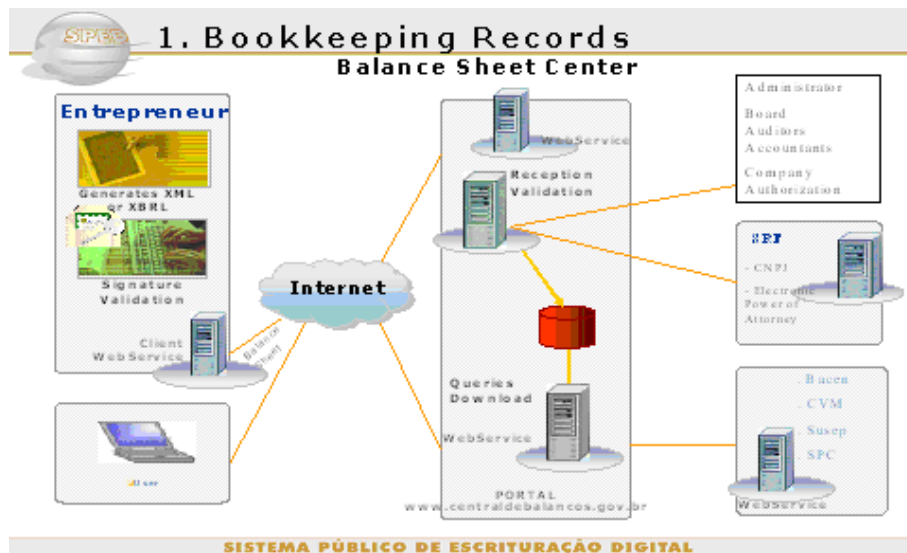 SPED
1. Bookkeeping Records
Balance Sheet Center
Entrepreneur
Generates XML
or XBRL
Signature
Validation
Client
WebService
Balance
Client
User
Internet
WebService
Reception
Validation
Queries
Download
WebService
PORTAL
www.centraldebalancos.gov.br
Administrator
Board
Auditors
Accountants
Company
Authorization
SRF
- CNPJ
- Electronic
Power of
Attorney
. Bacen
. CVM
. Susep
. SPC
WebService
SISTEMA PÚBLICO DE ESCRITURAÇÃO DIGITAL